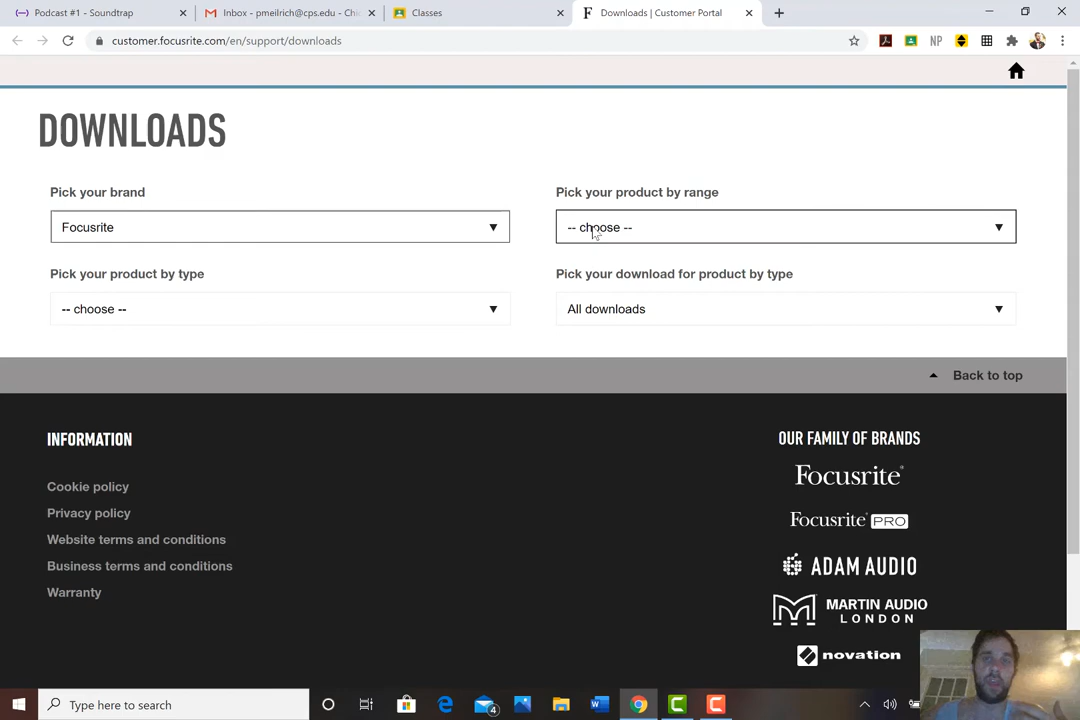 Podcast #1 - Soundtrap
Inbox - pmeilrich@cps.edu - Chi
Classes
Downloads | Customer Portal
customer.focusrite.com/en/support/downloads
NP
DOWNLOADS
Pick your brand
Pick your product by range
Focusrite
-- choose --
Pick your product by type
Pick your download for product by type
-- choose --
All downloads
Back to top
INFORMATION
OUR FAMILY OF BRANDS
Cookie policy
Focusrite®
Privacy policy
Focusrite® PRO
Website terms and conditions
Business terms and conditions
ADAM AUDIO
Warranty
MARTIN AUDIO
LONDON
novation
Type here to search
4